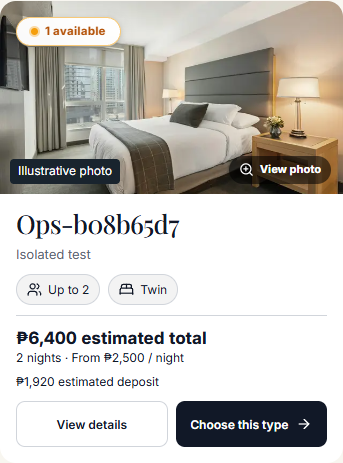 1 available
Illustrative photo
View photo
Ops-b08b65d7
Isolated test
Up to 2
Twin
₱6,400 estimated total
2 nights · From ₱2,500 / night
₱1,920 estimated deposit
View details
Choose this type →